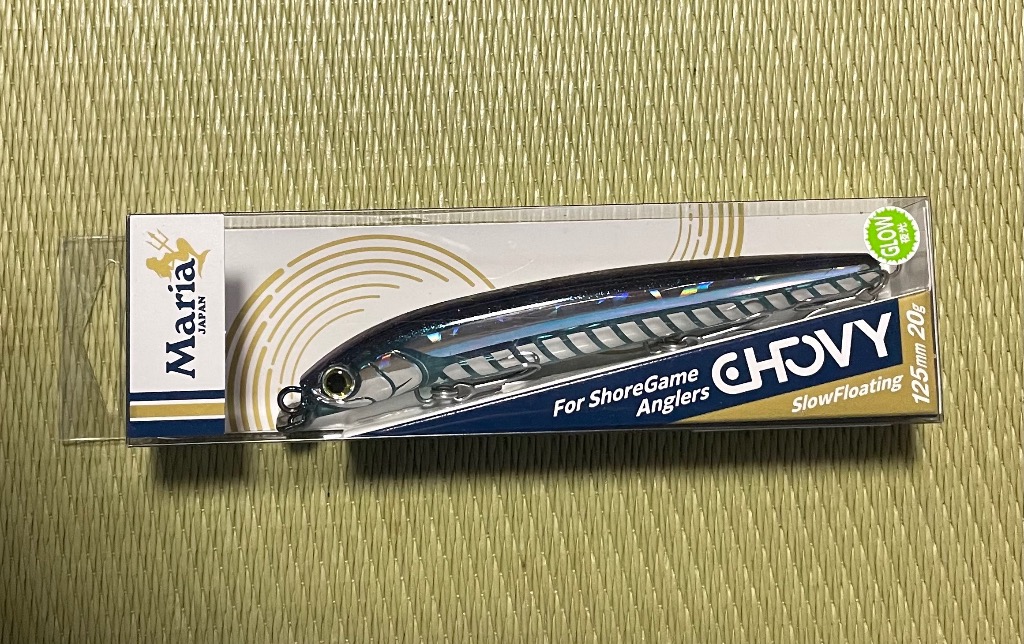 Maria
JAPAN
GLOW
夜光
For ShoreGame
Anglers
CHOVY
SlowFloating
125mm 20g